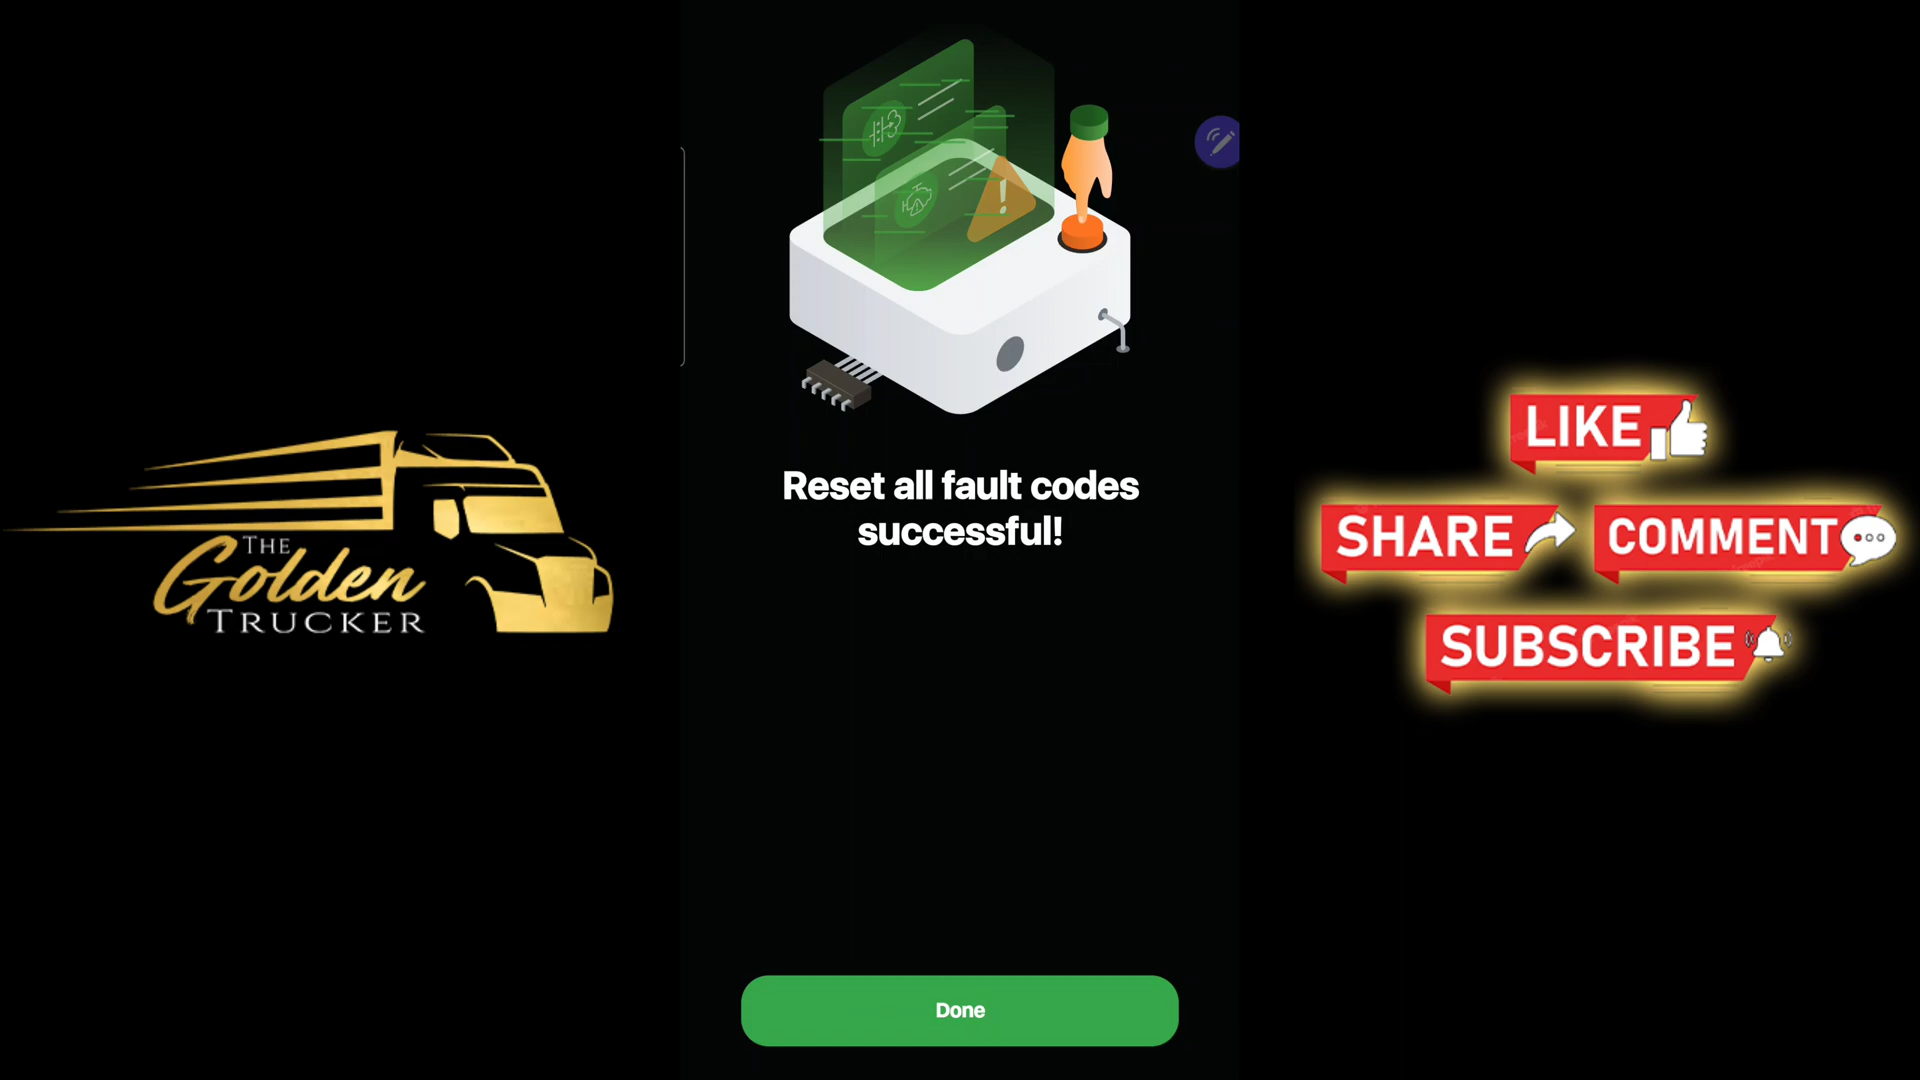 THE
Golden
TRUCKER
Reset all fault codes
successful!
Done
LIKE
SHARE
COMMENT
SUBSCRIBE